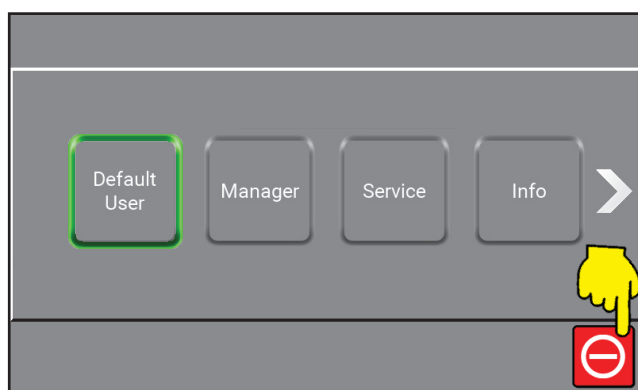 Default
User
Manager
Service
Info